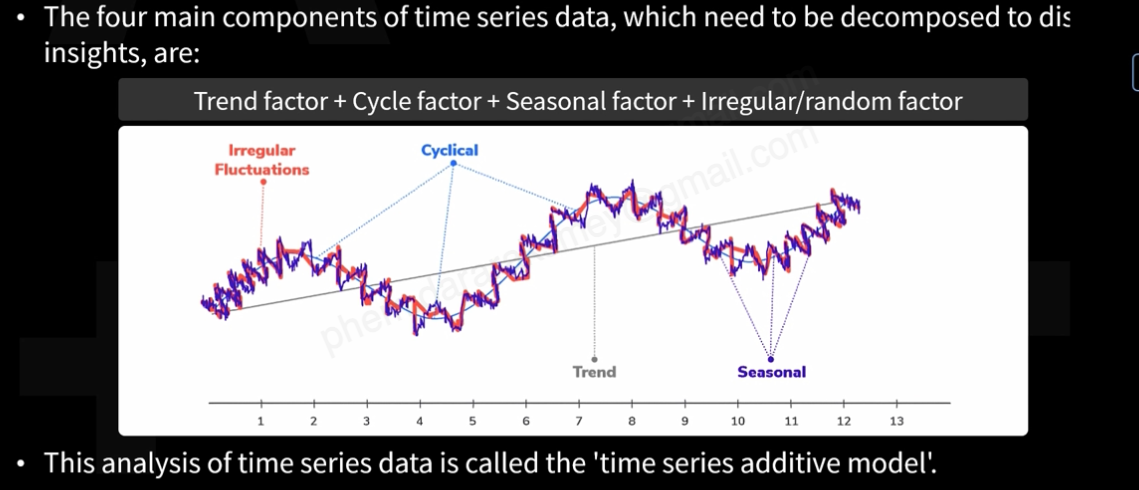 • The four main components of time series data, which need to be decomposed to dis
insights, are:
Trend factor + Cycle factor + Seasonal factor + Irregular/random factor
Irregular
Fluctuations
Cyclical
Trend
Seasonal
1 2 3 4 5 6 7 8 9 10 11 12 13
• This analysis of time series data is called the 'time series additive model'.